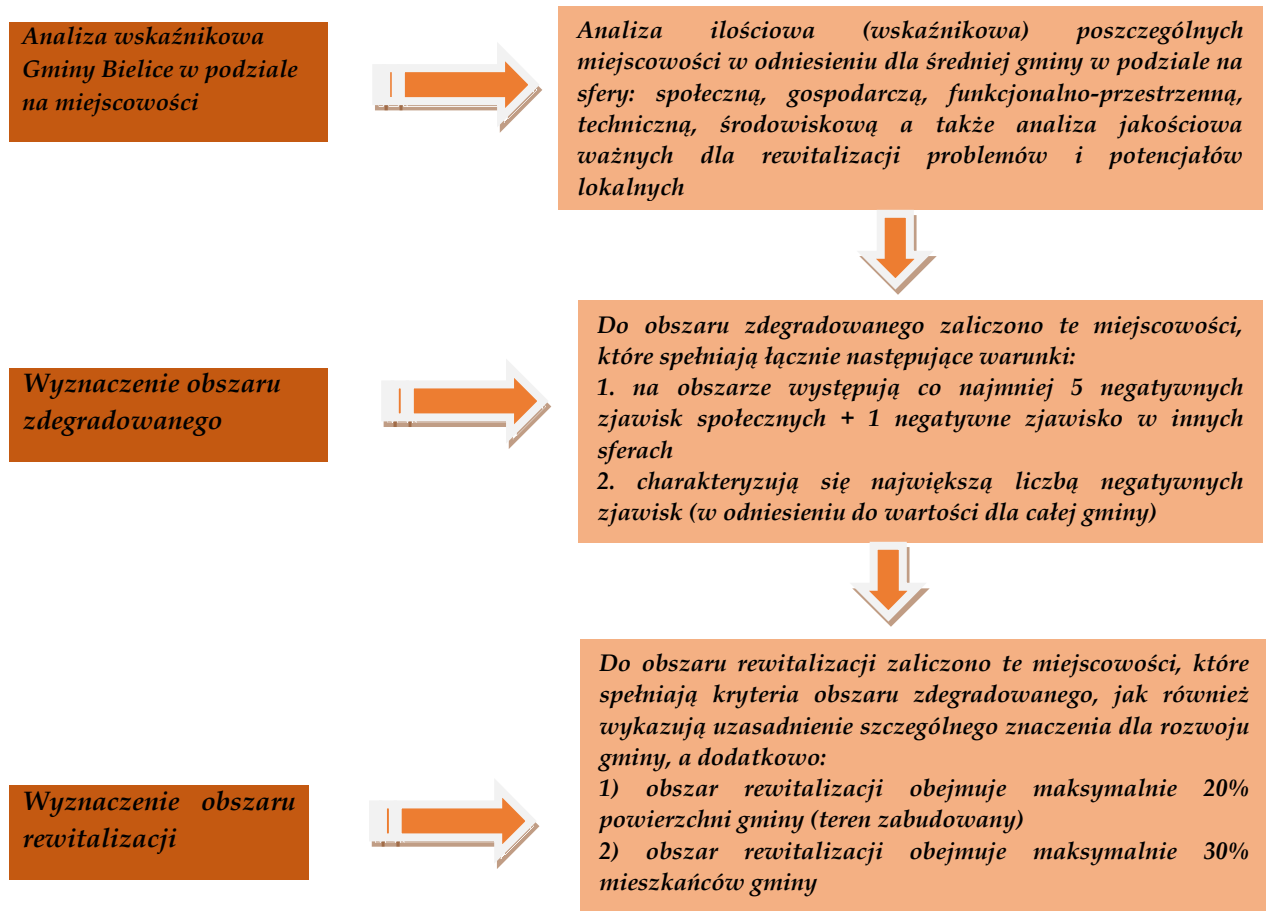 Analiza wskaźnikowa
Gminy Bielice w podziale
na miejscowości
Analiza ilościowa (wskaźnikowa) poszczególnych
miejscowości w odniesieniu dla średniej gminy w podziale na
sfery: społeczną, gospodarczą, funkcjonalno-przestrzenną,
techniczną, środowiskową a także analiza jakościowa
ważnych dla rewitalizacji problemów i potencjałów
lokalnych
Wyznaczenie obszaru
zdegradowanego
Do obszaru zdegradowanego zaliczono te miejscowości,
które spełniają łącznie następujące warunki:
1. na obszarze występują co najmniej 5 negatywnych
zjawisk społecznych + 1 negatywne zjawisko w innych
sferach
2. charakteryzują się największą liczbą negatywnych
zjawisk (w odniesieniu do wartości dla całej gminy)
Wyznaczenie obszaru
rewitalizacji
Do obszaru rewitalizacji zaliczono te miejscowości, które
spełniają kryteria obszaru zdegradowanego, jak również
wykazują uzasadnienie szczególnego znaczenia dla rozwoju
gminy, a dodatkowo:
1) obszar rewitalizacji obejmuje maksymalnie 20%
powierzchni gminy (teren zabudowany)
2) obszar rewitalizacji obejmuje maksymalnie 30%
mieszkańców gminy